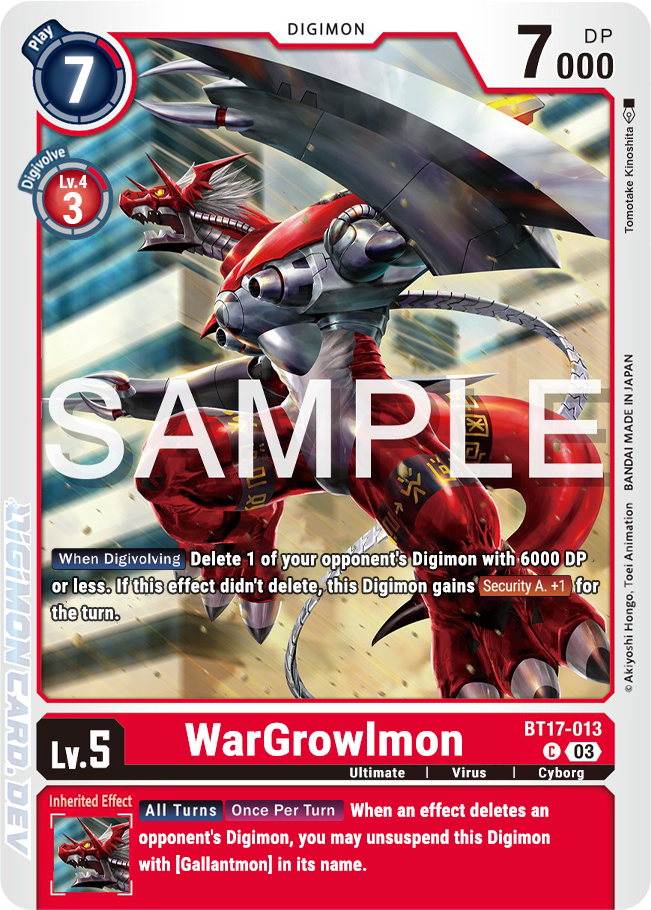 DIGIMON
Play
7
7000
DP
Digivolve
Lv.4
3
Tomotake Kinoshita
SAMPLE
When Digivolving Delete 1 of your opponent's Digimon with 6000 DP
or less. If this effect didn't delete, this Digimon gains Security A. +1 for
the turn.
© Akiyoshi Hongo, Toei Animation BANDAI MADE IN JAPAN
DIGIMONCARD.DEV
Lv.5
WarGrowlmon
BT17-013
C 03
Ultimate | Virus | Cyborg
Inherited Effect
All Turns Once Per Turn When an effect deletes an
opponent's Digimon, you may unsuspend this Digimon
with [Gallantmon] in its name.